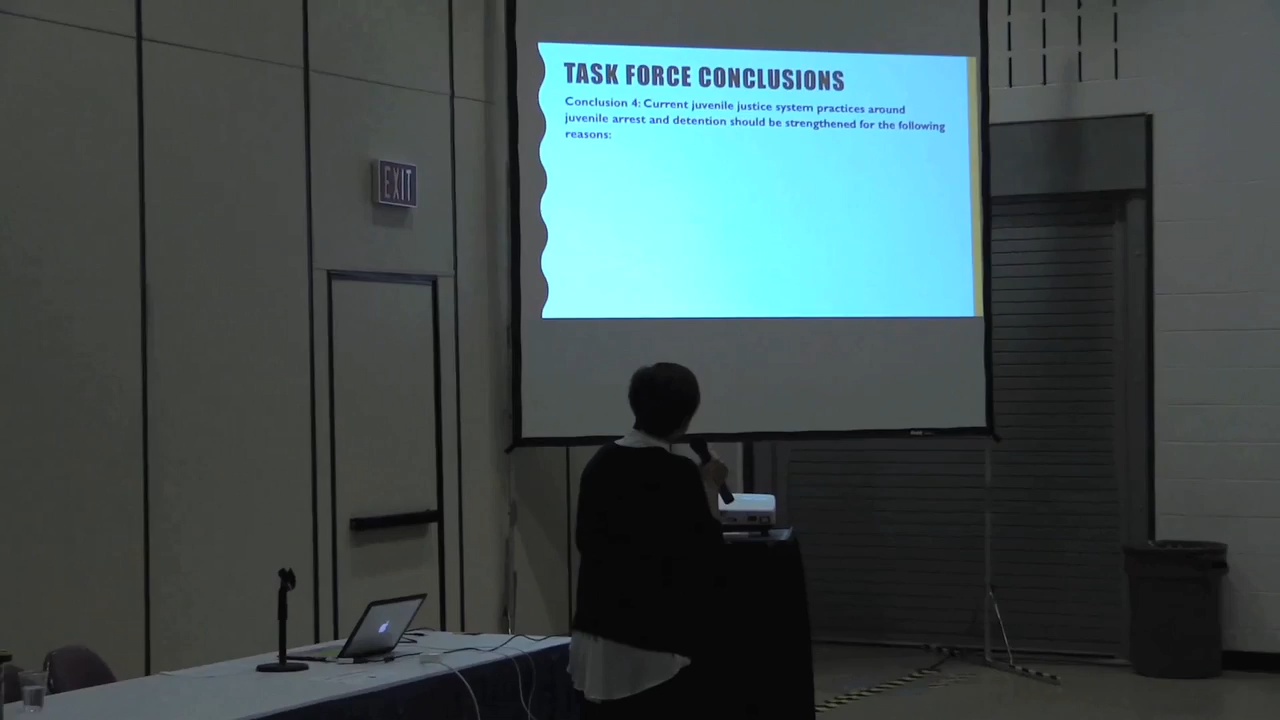 TASK FORCE CONCLUSIONS
Conclusion 4: Current juvenile justice system practices around
juvenile arrest and detention should be strengthened for the following
reasons:
EXIT